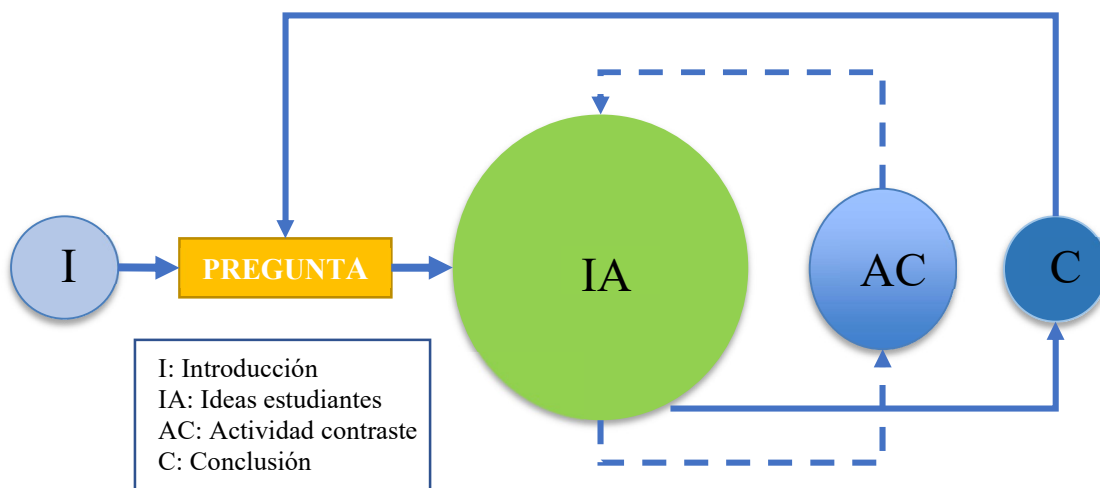 I
PREGUNTA
IA
AC
C
I: Introducción
IA: Ideas estudiantes
AC: Actividad contraste
C: Conclusión